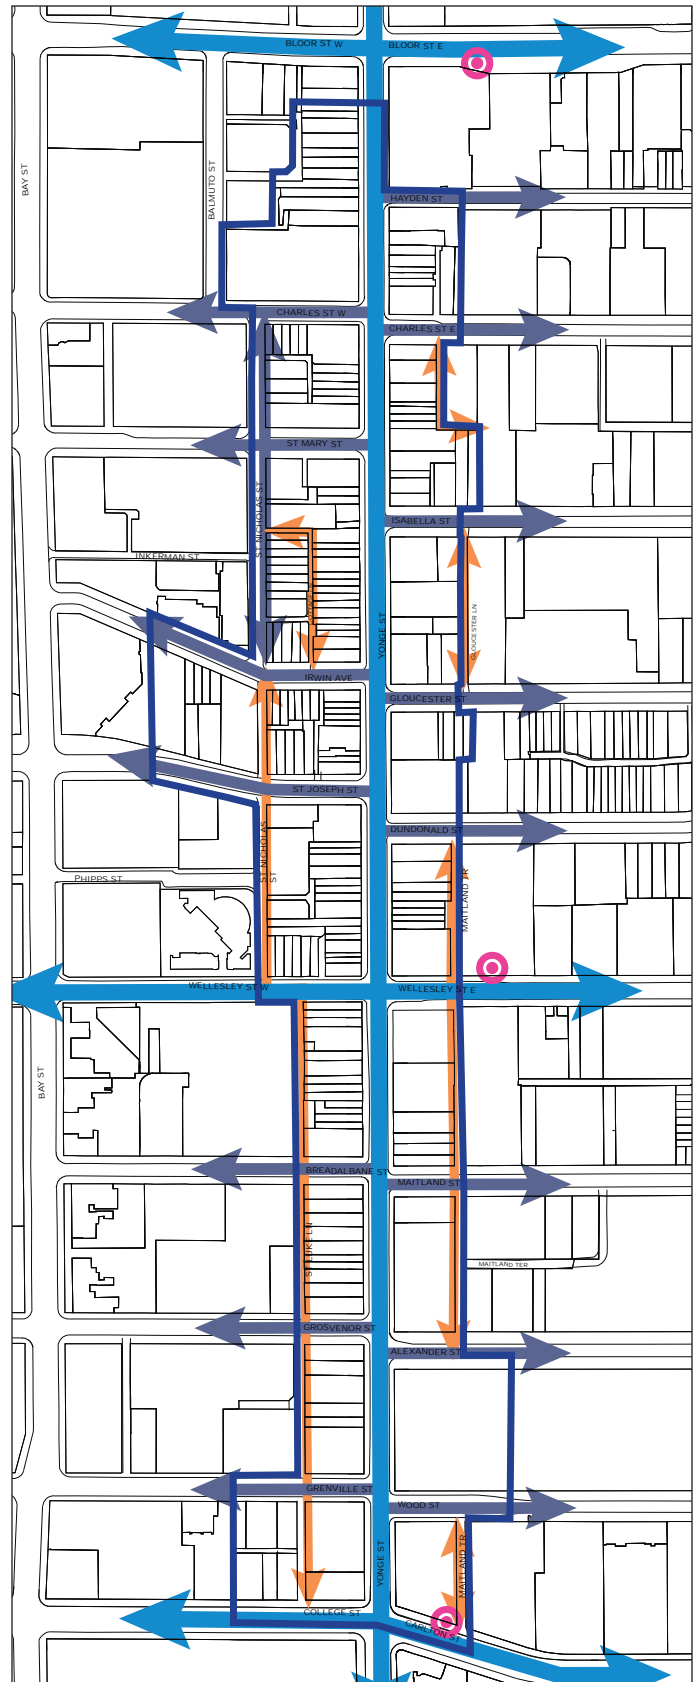 BLOOR ST W
BLOOR ST E
BAY ST
BALMUTO ST
HAYDEN ST
CHARLES ST W
CHARLES ST E
ST MARY ST
ST NICHOLAS ST
ISABELLA ST
INKERMAN ST
YONGE ST
GLOUCESTER LN
IRWIN AVE
GLOUCESTER ST
ST JOSEPH ST
DUNDONALD ST
ST NICHOLAS
ST
PHIPPS ST
MAITLAND TR
WELLESLEY ST W
WELLESLEY ST E
BAY ST
BREADALBANE ST
MAITLAND ST
ST LUKE LN
MAITLAND TER
GROSVENOR ST
ALEXANDER ST
GRENVILLE ST
WOOD ST
YONGE ST
MAITLAND TR
COLLEGE ST
CARLTON ST